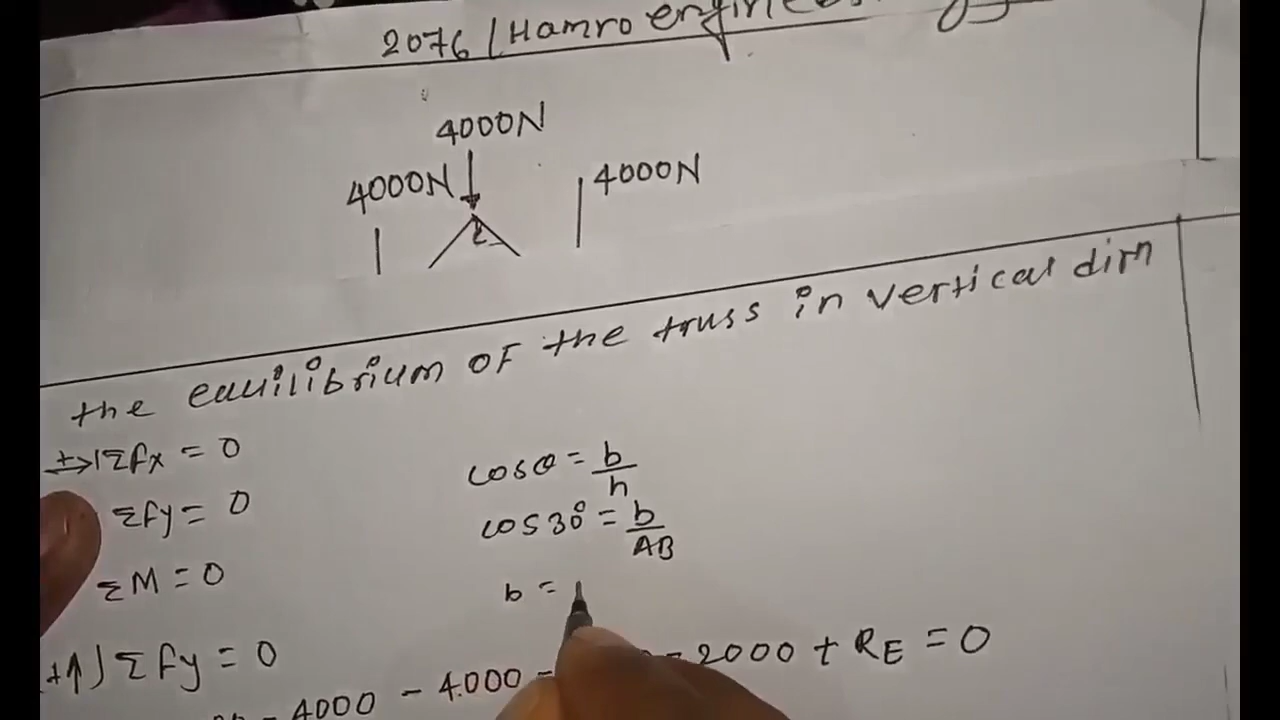 2076 / Hamro
4000N
4000N
4000N
the equilibrium of the truss in vertical dirn
Σfx = 0
cosθ = b/h
Σfy = 0
cos30° = b/AB
ΣM = 0
b =
+↑) Σfy = 0
- 4000 - 4000 - - 2000 + RE = 0